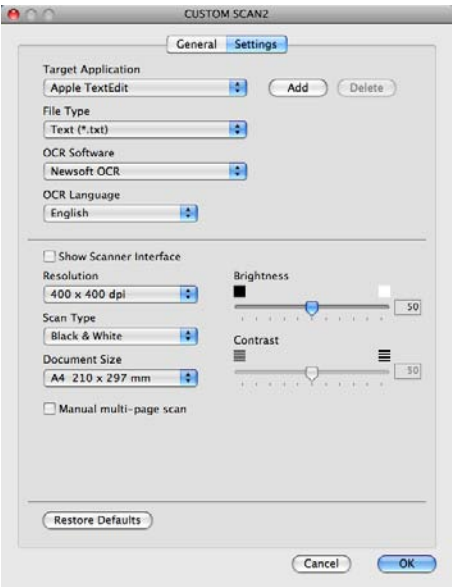 CUSTOM SCAN2
General Settings
Target Application
Apple TextEdit Add Delete
File Type
Text (*.txt)
OCR Software
Newsoft OCR
OCR Language
English
Show Scanner Interface
Resolution Brightness
400 x 400 dpi 50
Scan Type
Black & White Contrast
Document Size
A4 210 x 297 mm 50
Manual multi-page scan
Restore Defaults
Cancel OK